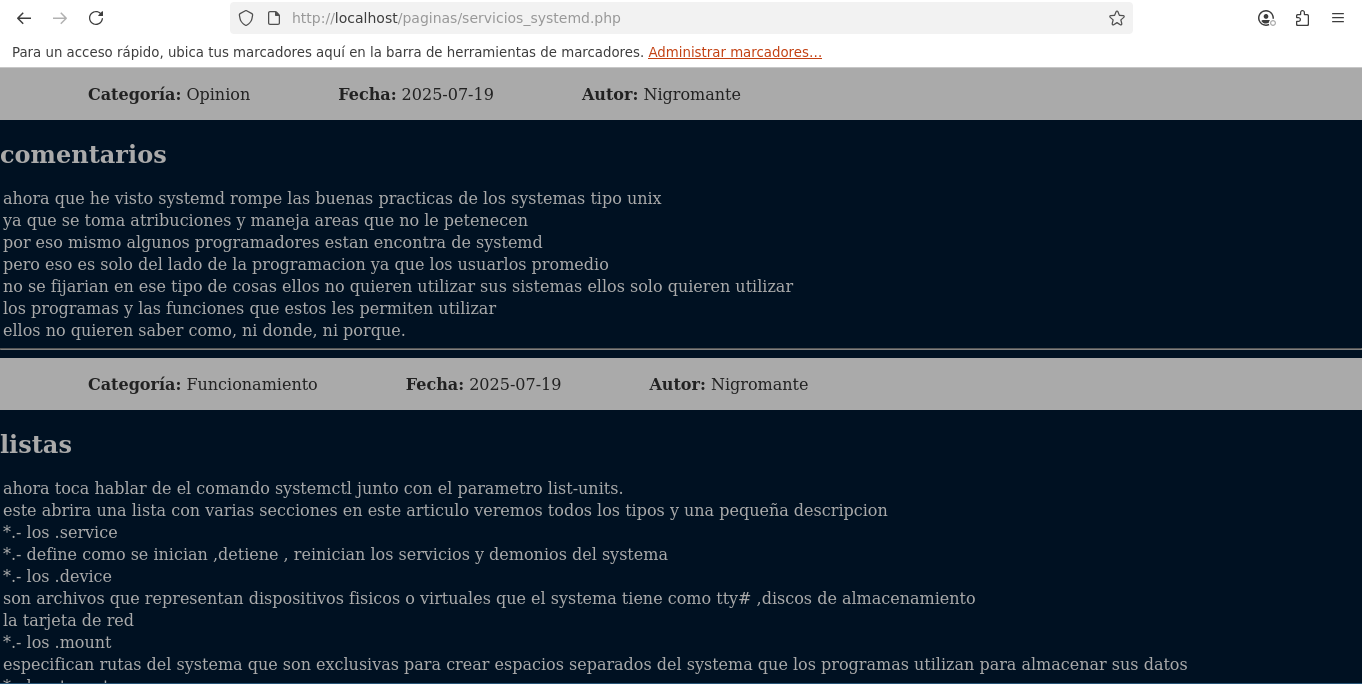 http://localhost/paginas/servicios_systemd.php
Para un acceso rápido, ubica tus marcadores aquí en la barra de herramientas de marcadores. Administrar marcadores...
Categoría: Opinion Fecha: 2025-07-19 Autor: Nigromante
comentarios
ahora que he visto systemd rompe las buenas practicas de los systemas tipo unix
ya que se toma atribuciones y maneja areas que no le petenecen
por eso mismo algunos programadores estan encontra de systemd
pero eso es solo del lado de la programacion ya que los usuarlos promedio
no se fijarian en ese tipo de cosas ellos no quieren utilizar sus sistemas ellos solo quieren utilizar
los programas y las funciones que estos les permiten utilizar
ellos no quieren saber como, ni donde, ni porque.
Categoría: Funcionamiento Fecha: 2025-07-19 Autor: Nigromante
listas
ahora toca hablar de el comando systemctl junto con el parametro list-units.
este abrira una lista con varias secciones en este articulo veremos todos los tipos y una pequeña descripcion
*.- los .service
*.- define como se inician ,detiene , reinician los servicios y demonios del systema
*.- los .device
son archivos que representan dispositivos fisicos o virtuales que el systema tiene como tty# ,discos de almacenamiento
la tarjeta de red
*.- los .mount
especifican rutas del systema que son exclusivas para crear espacios separados del systema que los programas utilizan para almacenar sus datos